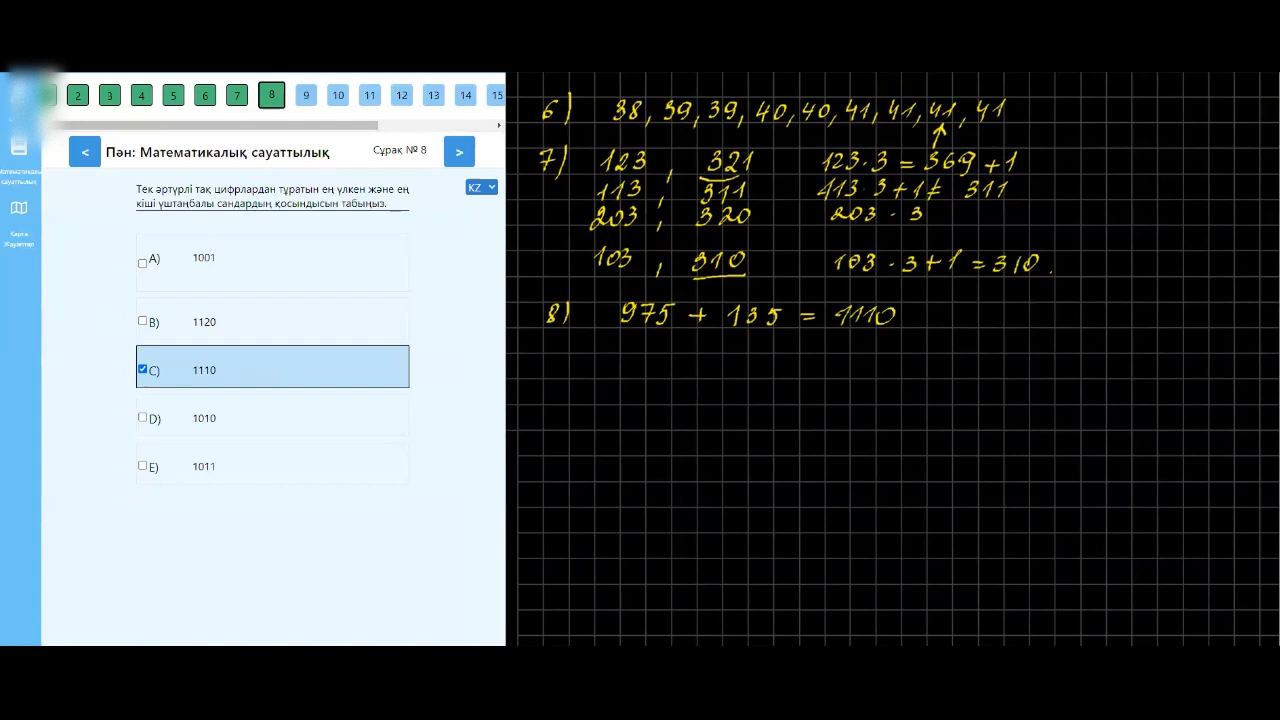 2 3 4 5 6 7 8 9 10 11 12 13 14 15
< Пән: Математикалық сауаттылық Сұрақ № 8 >
KZ
Тек әртүрлі тақ цифрлардан тұратын ең үлкен және ең
кіші үштаңбалы сандардың қосындысын табыңыз.
A) 1001
B) 1120
C) 1110
D) 1010
E) 1011
6) 38, 39, 39, 40, 40, 41, 41, 41, 41
7) 123, 321 123·3 = 369+1
113, 311 113·3+1≠ 311
203, 320 203·3
103, 310 103·3+1=310.
8) 975 + 135 = 1110